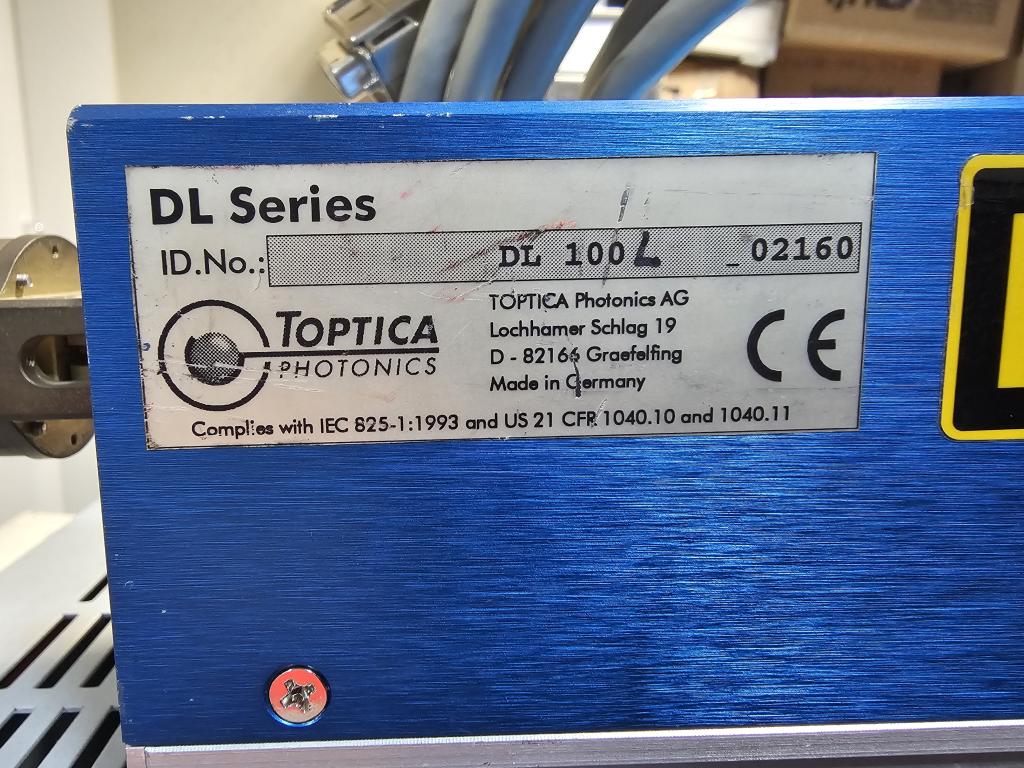 DL Series
ID.No.: DL 100L _02160
TOPTICA
PHOTONICS
TOPTICA Photonics AG
Lochhamer Schlag 19
D - 82166 Graefelfing
Made in Germany
CE
Complies with IEC 825-1:1993 and US 21 CFR 1040.10 and 1040.11